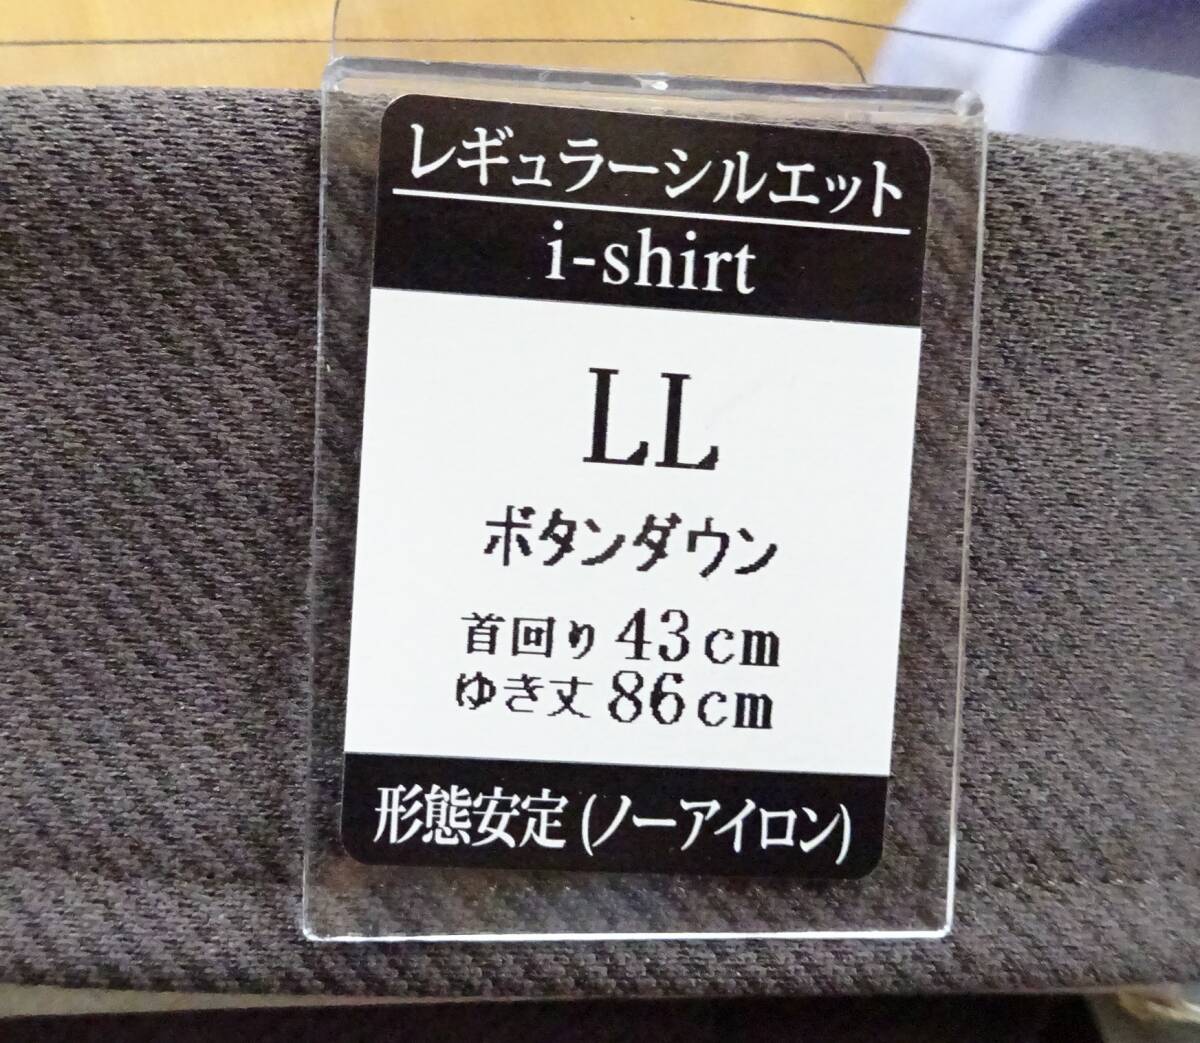 レギュラーシルエット
i-shirt
LL
ボタンダウン
首回り 43cm
ゆき丈 86cm
形態安定 (ノーアイロン)